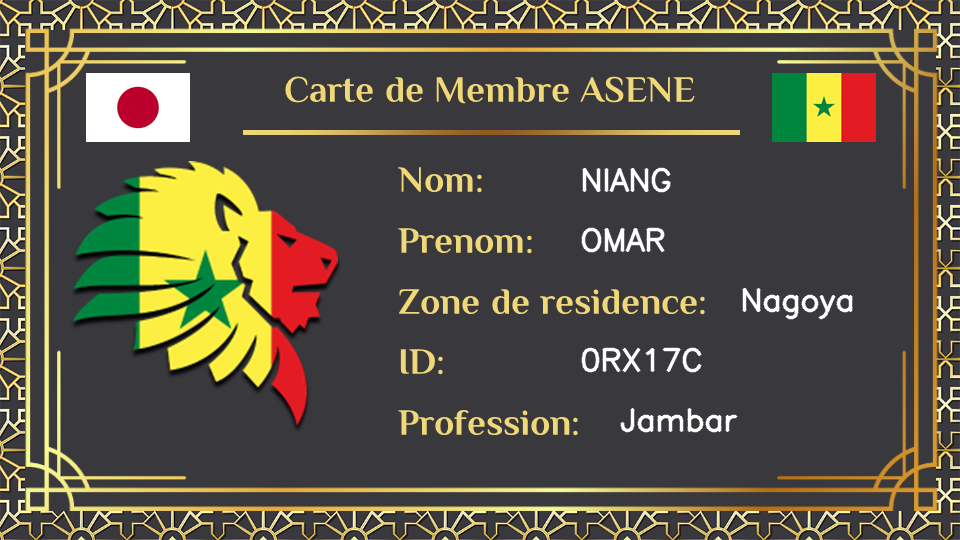 Carte de Membre ASENE
Nom: NIANG
Prenom: OMAR
Zone de residence: Nagoya
ID: 0RX17C
Profession: Jambar